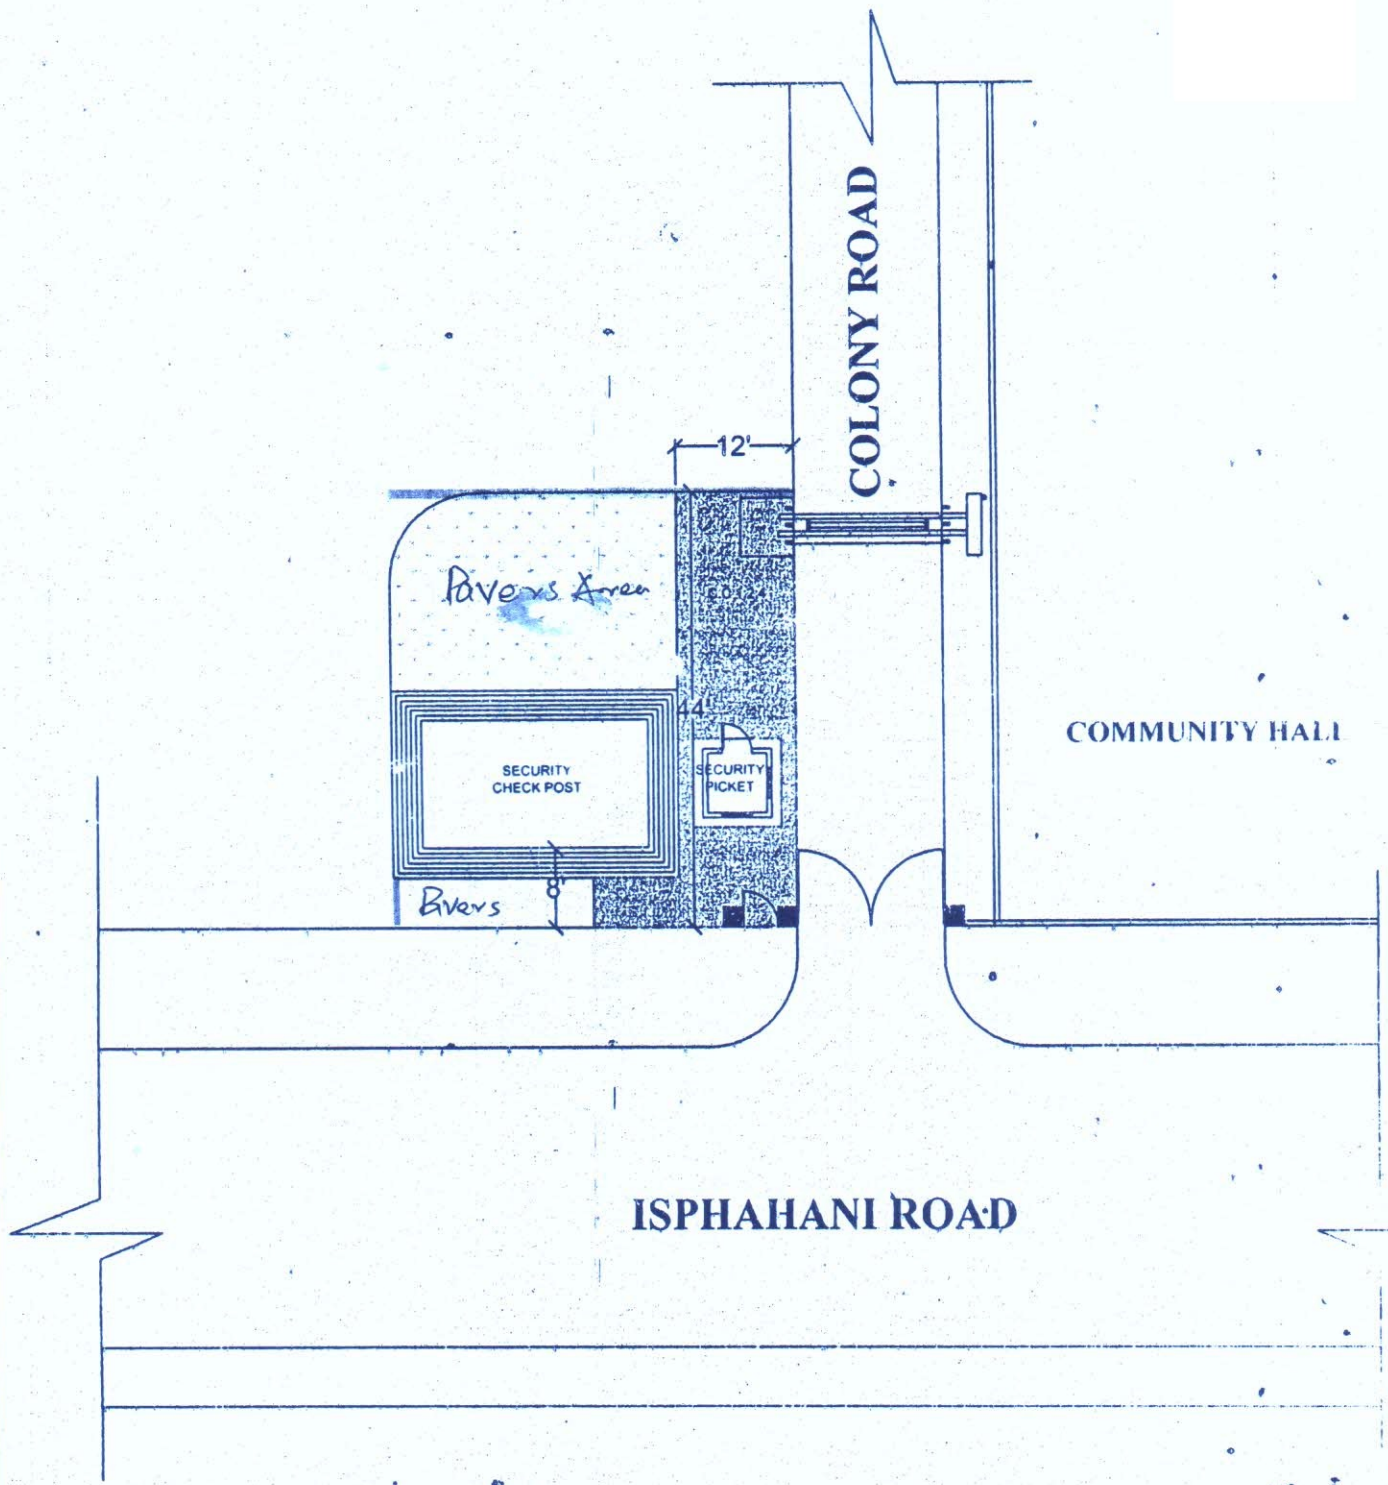 COLONY ROAD
12'
Pavers Area
44'
COMMUNITY HALL
SECURITY
CHECK POST
SECURITY
PICKET
8'
Pavers
ISPHAHANI ROAD